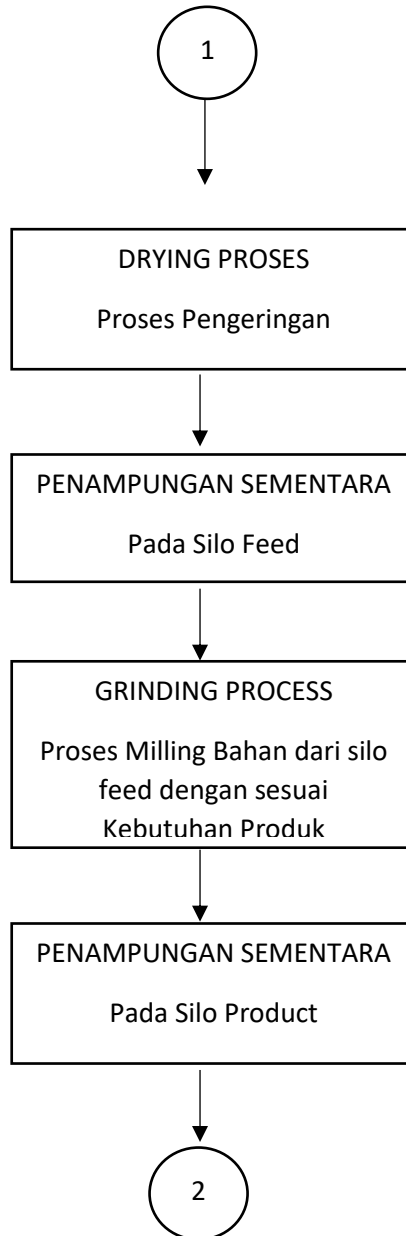 1
DRYING PROSES
Proses Pengeringan
PENAMPUNGAN SEMENTARA
Pada Silo Feed
GRINDING PROCESS
Proses Milling Bahan dari silo
feed dengan sesuai
Kebutuhan Produk
PENAMPUNGAN SEMENTARA
Pada Silo Product
2